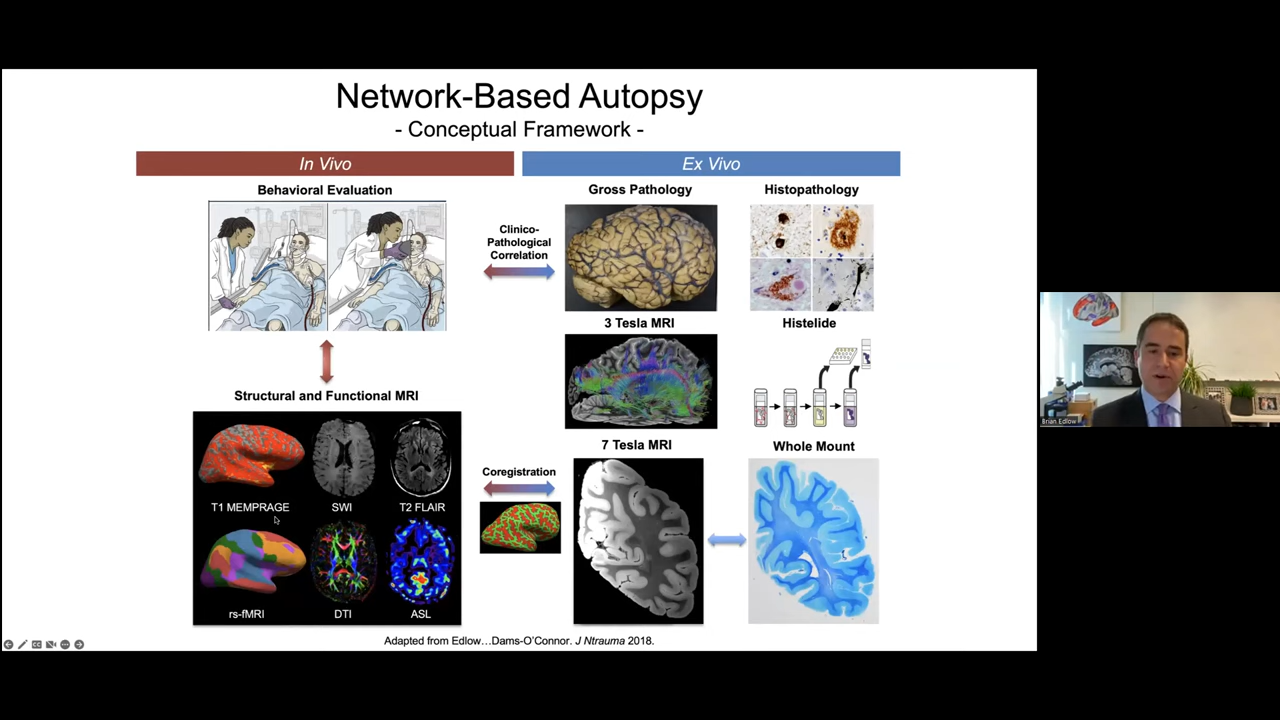 Network-Based Autopsy
- Conceptual Framework -
In Vivo
Ex Vivo
Behavioral Evaluation
Clinico-
Pathological
Correlation
Gross Pathology
Histopathology
3 Tesla MRI
Histelide
Structural and Functional MRI
T1 MEMPRAGE
SWI
T2 FLAIR
rs-fMRI
DTI
ASL
Coregistration
7 Tesla MRI
Whole Mount
Adapted from Edlow…Dams-O'Connor. J Ntrauma 2018.
Brian Edlow